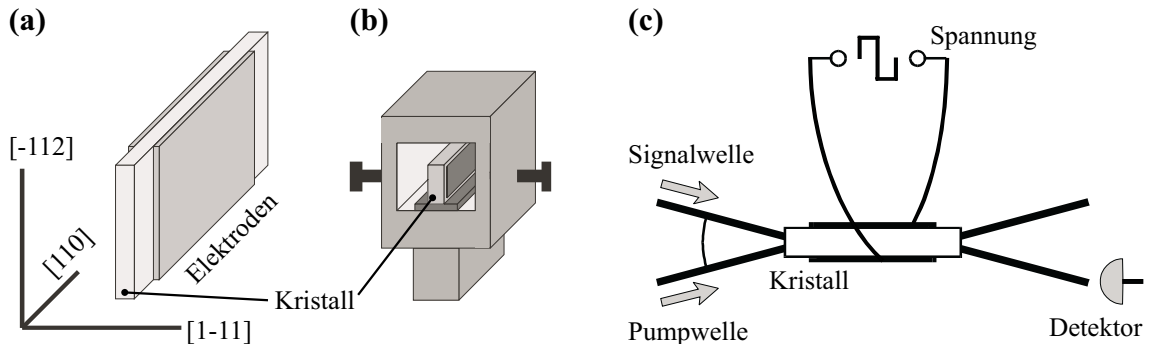 (a)
[-112]
[110]
[1-11]
Elektroden
Kristall
(b)
(c)
Spannung
Signalwelle
Kristall
Pumpwelle
Detektor